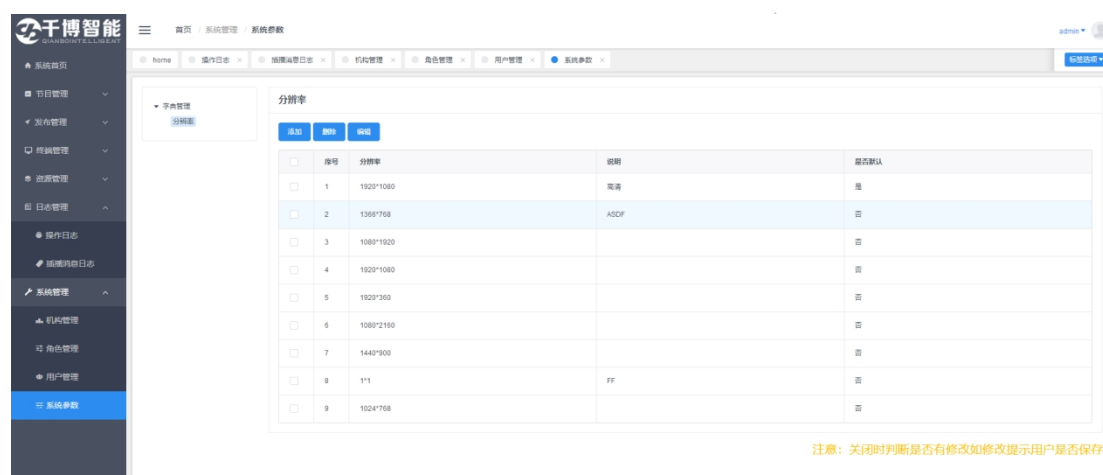 千博智能
QIANBOINTELLIGENT
首页 / 系统管理 / 系统参数
admin
home
操作日志 ×
插播消息日志 ×
机构管理 ×
角色管理 ×
用户管理 ×
系统参数 ×
标签选项
系统首页
节目管理
发布管理
终端管理
资源管理
日志管理
操作日志
插播消息日志
系统管理
机构管理
角色管理
用户管理
系统参数
字典管理
分辨率
分辨率
添加 删除 编辑
序号 分辨率 说明 是否默认
1 1920*1080 高清 是
2 1366*768 ASDF 否
3 1080*1920 否
4 1920*1080 否
5 1920*360 否
6 1080*2160 否
7 1440*900 否
8 1*1 FF 否
9 1024*768 否
注意：关闭时判断是否有修改如修改提示用户是否保存